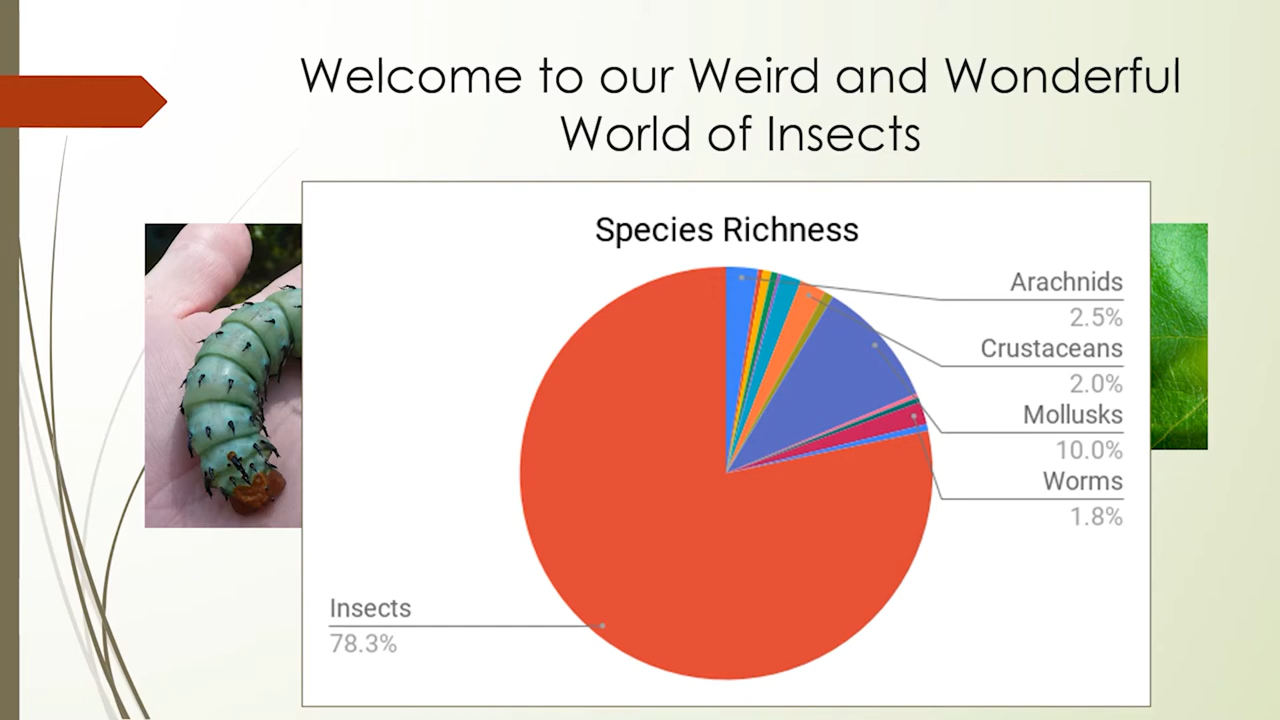 Welcome to our Weird and Wonderful
World of Insects
Species Richness
Arachnids
2.5%
Crustaceans
2.0%
Mollusks
10.0%
Worms
1.8%
Insects
78.3%